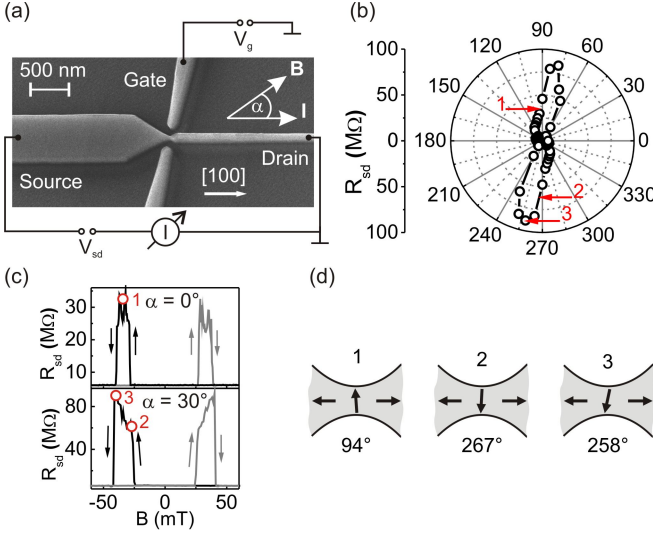 (a)
V_g
500 nm
Gate
B
α
I
Source
[100]
Drain
V_sd
I
(b)
R_sd (MΩ)
100
50
0
50
100
90
120
60
150
30
180
0
210
330
240
300
270
1
2
3
(c)
R_sd (MΩ)
30
20
10
1
α = 0°
R_sd (MΩ)
80
40
3
α = 30°
2
-50
0
50
B (mT)
(d)
1
2
3
94°
267°
258°